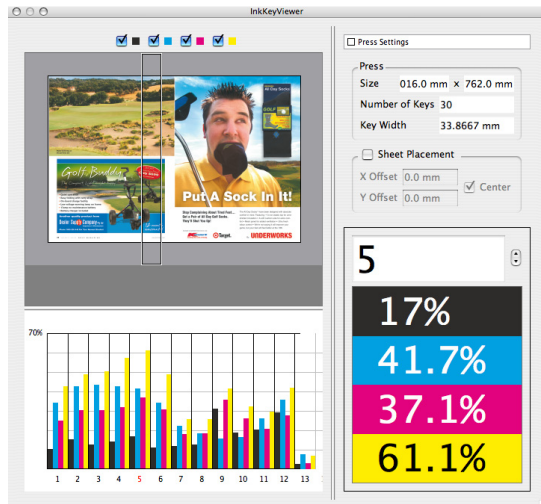 InkKeyViewer
Press Settings
Press
Size 016.0 mm × 762.0 mm
Number of Keys 30
Key Width 33.8667 mm
Sheet Placement
X Offset 0.0 mm
Y Offset 0.0 mm
Center
Golf Buddy
GOLF
Put A Sock In It!
Target.
UNDERWORKS
5
17%
41.7%
37.1%
61.1%
70%
1 2 3 4 5 6 7 8 9 10 11 12 13